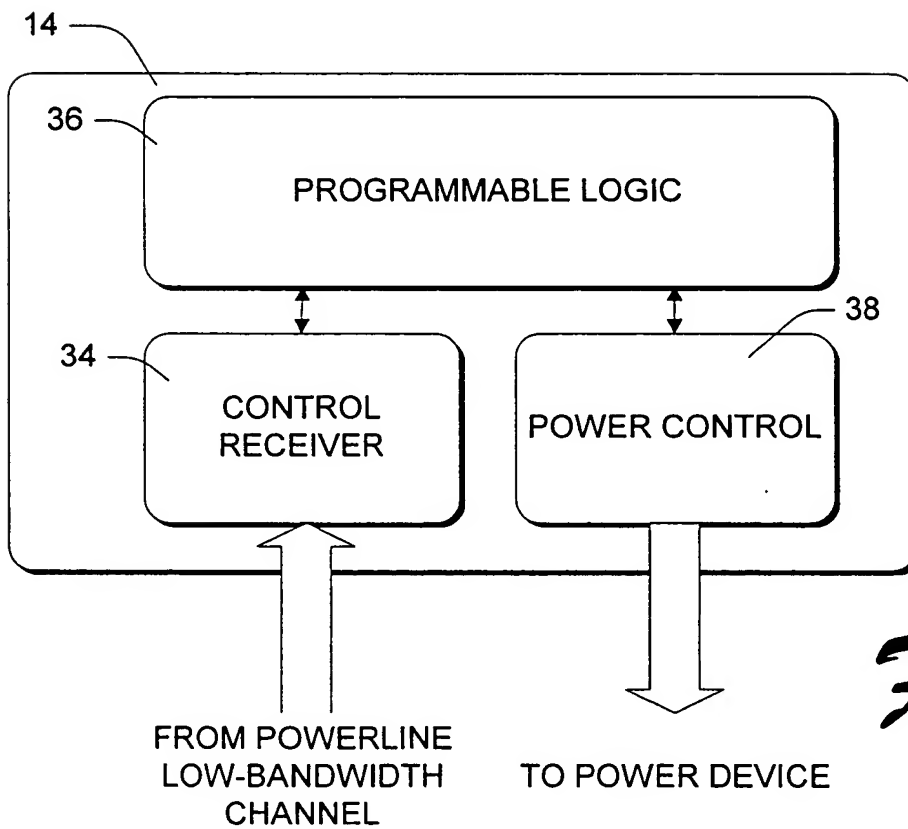 14
36
PROGRAMMABLE LOGIC
38
34
CONTROL
RECEIVER
POWER CONTROL
FROM POWERLINE
LOW-BANDWIDTH
CHANNEL
TO POWER DEVICE